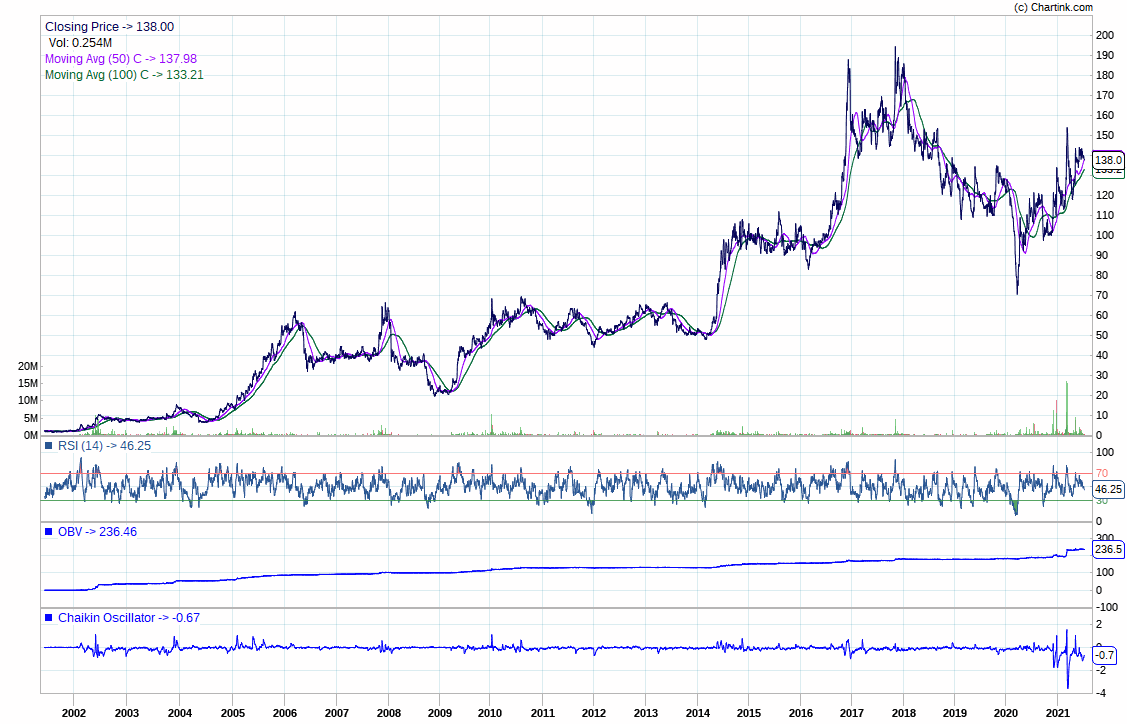 (c) Chartink.com
Closing Price -> 138.00
Vol: 0.254M
Moving Avg (50) C -> 137.98
Moving Avg (100) C -> 133.21
200
190
180
170
160
150
138.0
133.2
120
110
100
90
80
70
60
50
40
30
20
10
0
20M
15M
10M
5M
0M
RSI (14) -> 46.25
100
70
46.25
30
0
OBV -> 236.46
300
236.5
100
0
-100
Chaikin Oscillator -> -0.67
2
0
-0.7
-2
-4
2002 2003 2004 2005 2006 2007 2008 2009 2010 2011 2012 2013 2014 2015 2016 2017 2018 2019 2020 2021